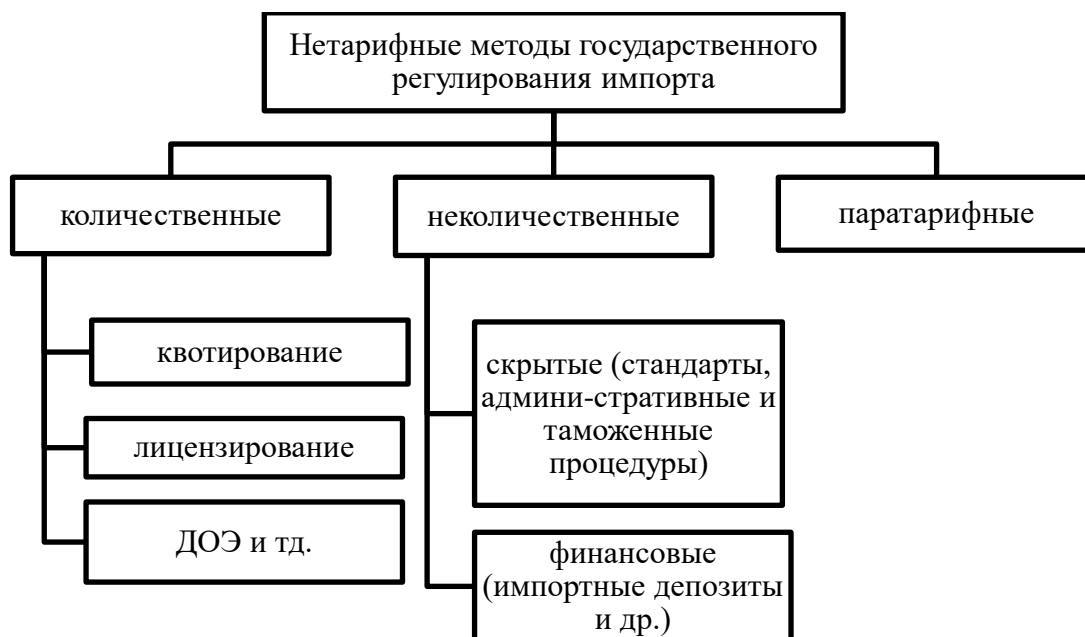 Нетарифные методы государственного
регулирования импорта
количественные
неколичественные
паратарифные
квотирование
лицензирование
ДОЭ и тд.
скрытые (стандарты,
админи-стративные и
таможенные
процедуры)
финансовые
(импортные депозиты
и др.)